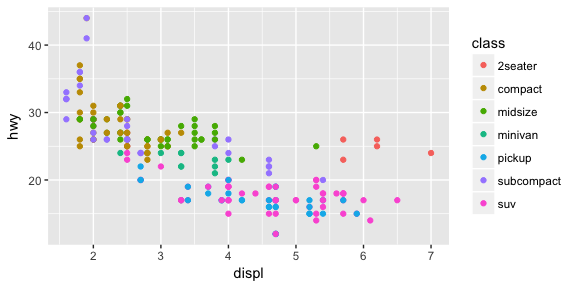 40
30
20
hwy
2
3
4
5
6
7
displ
class
2seater
compact
midsize
minivan
pickup
subcompact
suv